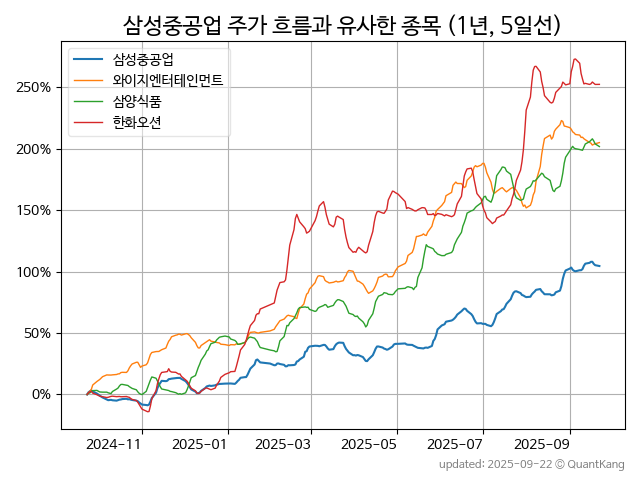 삼성중공업 주가 흐름과 유사한 종목 (1년, 5일선)
삼성중공업
와이지엔터테인먼트
삼양식품
한화오션
250%
200%
150%
100%
50%
0%
2024-11 2025-01 2025-03 2025-05 2025-07 2025-09
updated: 2025-09-22 © QuantKang